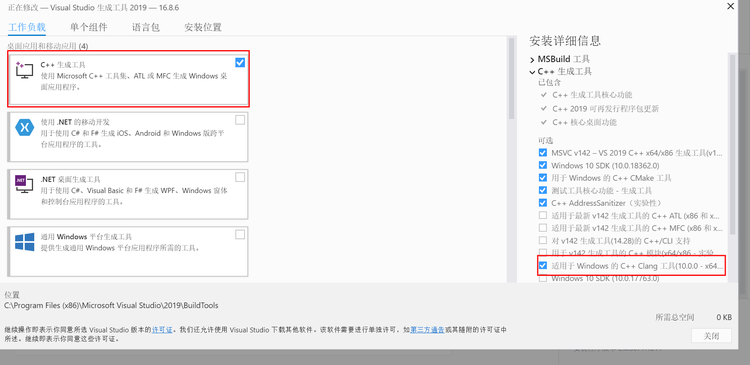 正在修改 — Visual Studio 生成工具 2019 — 16.8.6
工作负载 单个组件 语言包 安装位置
桌面应用和移动应用 (4)
C++ 生成工具
使用 Microsoft C++ 工具集、ATL 或 MFC 生成 Windows 桌
面应用程序。
使用 .NET 的移动开发
用于使用 C# 和 F# 生成 iOS、Android 和 Windows 版跨平
台应用程序的工具。
.NET 桌面生成工具
用于使用 C#、Visual Basic 和 F# 生成 WPF、Windows 窗体
和控制台应用程序的工具。
通用 Windows 平台生成工具
提供生成通用 Windows 平台应用程序所需的工具。
安装详细信息
MSBuild 工具
C++ 生成工具
已包含
C++ 生成工具核心功能
C++ 2019 可再发行程序包更新
C++ 核心桌面功能
可选
MSVC v142 – VS 2019 C++ x64/x86 生成工具(v1...
Windows 10 SDK (10.0.18362.0)
用于 Windows 的 C++ CMake 工具
测试工具核心功能 - 生成工具
C++ AddressSanitizer（实验性）
适用于最新 v142 生成工具的 C++ ATL (x86 和 x...
适用于最新 v142 生成工具的 C++ MFC (x86 和 x...
对 v142 生成工具(14.28)的 C++/CLI 支持
用于 v142 生成工具的 C++ 模块(x64/x86 - 实验...
适用于 Windows 的 C++ Clang 工具(10.0.0 - x64...
Windows 10 SDK (10.0.17763.0)
位置
C:\Program Files (x86)\Microsoft Visual Studio\2019\BuildTools
所需总空间 0 KB
继续操作即表示你同意所选 Visual Studio 版本的许可证。我们还允许使用 Visual Studio 下载其他软件。该软件需要进行单独许可，如第三方通告或其随附的许可证中
所述。继续即表示你同意这些许可证。
关闭